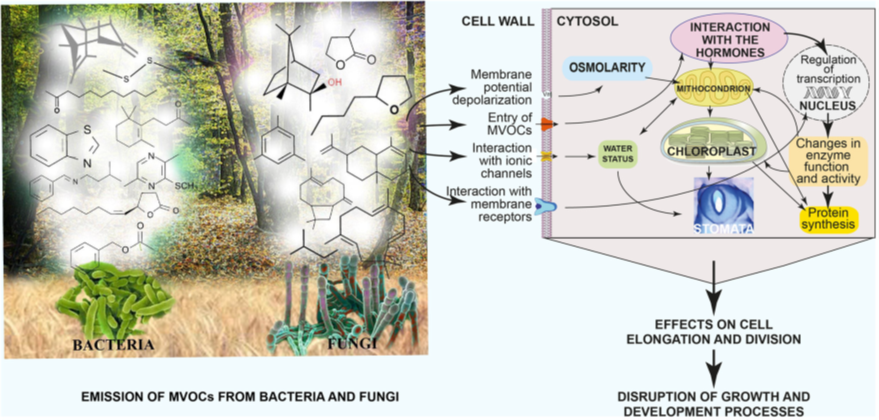 CELL WALL
CYTOSOL
Membrane
potential
depolarization
Entry of
MVOCs
Interaction
with ionic
channels
Interaction with
membrane
receptors
OSMOLARITY
INTERACTION
WITH THE
HORMONES
MITHOCONDRION
Regulation
of
transcription
NUCLEUS
WATER
STATUS
CHLOROPLAST
Changes in
enzyme
function
and activity
STOMATA
Protein
synthesis
S
S
OH
O
O
O
O
O
S
N
N
N
N
SCH₃
O
O
O
O
BACTERIA
FUNGI
EFFECTS ON CELL
ELONGATION AND DIVISION
DISRUPTION OF GROWTH AND
DEVELOPMENT PROCESSES
EMISSION OF MVOCs FROM BACTERIA AND FUNGI